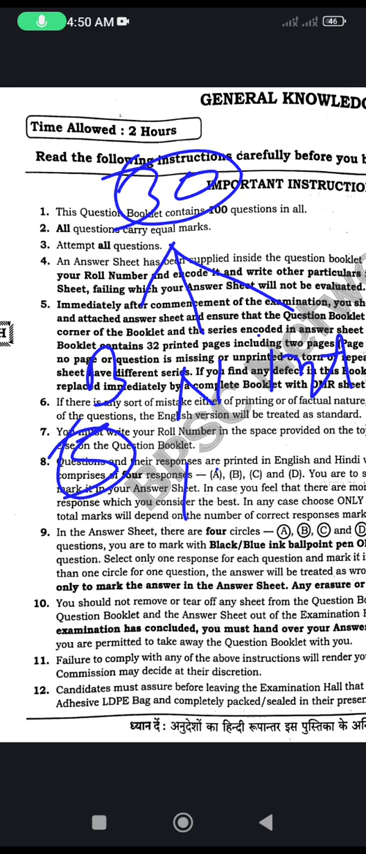 4:50 AM
46
GENERAL KNOWLEDG
Time Allowed : 2 Hours
Read the following instructions carefully before you b
IMPORTANT INSTRUCTIO
30
1. This Question Booklet contains 100 questions in all.
2. All questions carry equal marks.
3. Attempt all questions.
4. An Answer Sheet has been supplied inside the question booklet
your Roll Number and encode it and write other particular
Sheet, failing which your Answer Sheet will not be evaluated.
5. Immediately after commencement of the examination, you sh
and attached answer sheet and ensure that the Question Bookle
corner of the Booklet and the series encoded in answer sheet
Booklet contains 32 printed pages including two pages (Page
no page or question is missing or unprinted or torn or repea
sheet have different series. If you find any defect in this Book
replaced immediately by a complete Booklet with OMR sheet
6. If there is any sort of mistake either of printing or of factual nature,
of the questions, the English version will be treated as standard.
7. You must write your Roll Number in the space provided on the to
else on the Question Booklet.
8. Questions and their responses are printed in English and Hindi v
comprises of four responses — (A), (B), (C) and (D). You are to s
mark it in your Answer Sheet. In case you feel that there are mor
response which you consider the best. In any case choose ONLY
total marks will depend on the number of correct responses mark
9. In the Answer Sheet, there are four circles — (A), (B), (C) and (D
questions, you are to mark with Black/Blue ink ballpoint pen O
question. Select only one response for each question and mark it i
than one circle for one question, the answer will be treated as wro
only to mark the answer in the Answer Sheet. Any erasure or
10. You should not remove or tear off any sheet from the Question B
Question Booklet and the Answer Sheet out of the Examination H
examination has concluded, you must hand over your Answe
you are permitted to take away the Question Booklet with you.
11. Failure to comply with any of the above instructions will render yo
Commission may decide at their discretion.
12. Candidates must assure before leaving the Examination Hall that
Adhesive LDPE Bag and completely packed/sealed in their presen
ध्यान दें : अनुदेशों का हिन्दी रूपान्तर इस पुस्तिका के अि